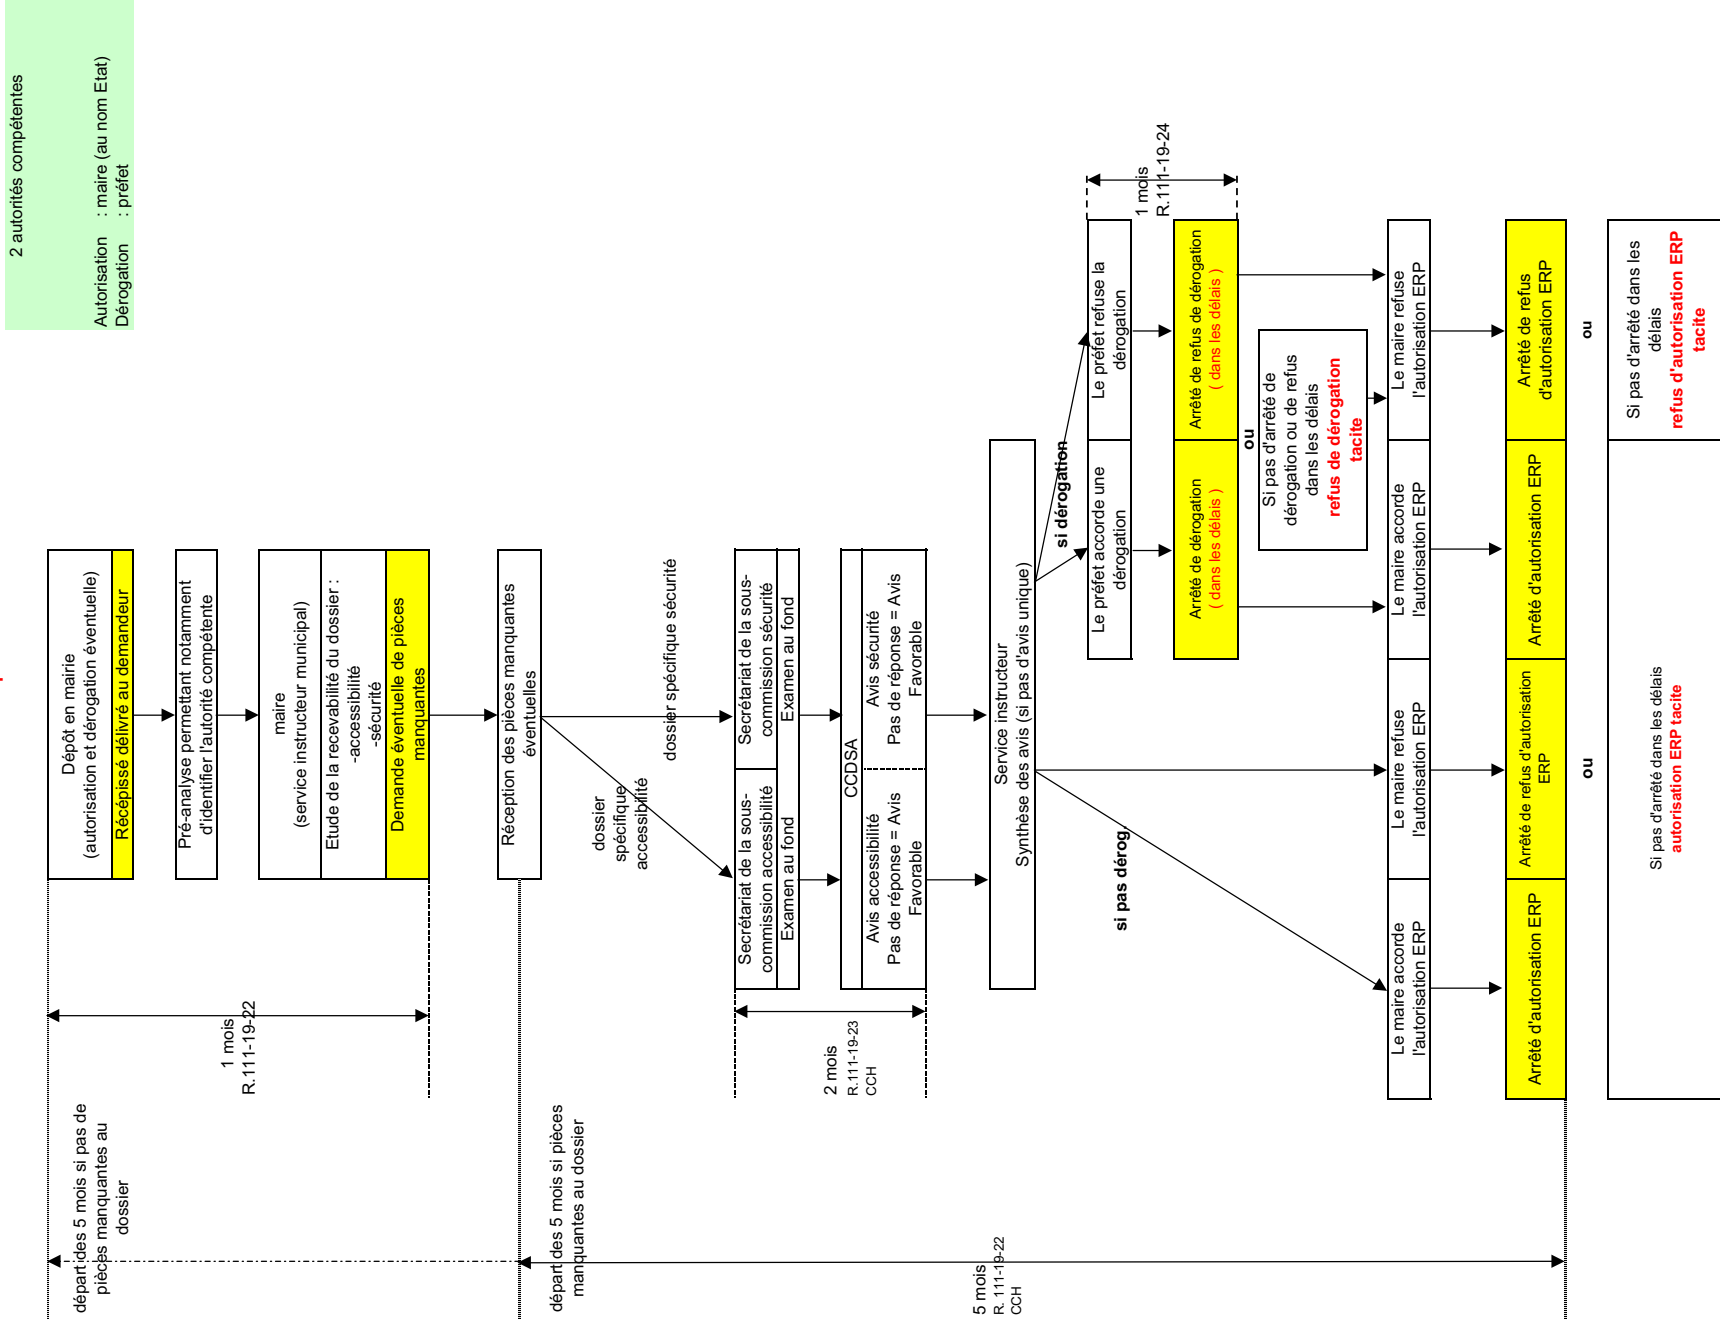 2 autorités compétentes
Autorisation : maire (au nom Etat)
Dérogation : préfet
Dépôt en mairie
(autorisation et dérogation éventuelle)
Récépissé délivré au demandeur
Pré-analyse permettant notamment
d'identifier l'autorité compétente
maire
(service instructeur municipal)
Etude de la recevabilité du dossier :
-accessibilité
-sécurité
Demande éventuelle de pièces
manquantes
Réception des pièces manquantes
éventuelles
1 mois
R.111-19-22
départ des 5 mois si pas de
pièces manquantes au
dossier
départ des 5 mois si pièces
manquantes au dossier
dossier
spécifique
accessibilité
dossier spécifique sécurité
Secrétariat de la sous-
commission accessibilité
Examen au fond
Secrétariat de la sous-
commission sécurité
Examen au fond
CCDSA
Avis accessibilité
Pas de réponse = Avis
Favorable
Avis sécurité
Pas de réponse = Avis
Favorable
2 mois
R.111-19-23
CCH
Service instructeur
Synthèse des avis (si pas d'avis unique)
5 mois
R. 111-19-22
CCH
si dérogation
si pas dérog
Le préfet accorde une
dérogation
Le préfet refuse la
dérogation
Arrêté de dérogation
( dans les délais )
Arrêté de refus de dérogation
( dans les délais )
1 mois
R.111-19-24
ou
Si pas d'arrêté de
dérogation ou de refus
dans les délais
refus de dérogation
tacite
Le maire accorde
l'autorisation ERP
Le maire refuse
l'autorisation ERP
Le maire accorde
l'autorisation ERP
Le maire refuse
l'autorisation ERP
Arrêté d'autorisation ERP
Arrêté de refus d'autorisation
ERP
Arrêté d'autorisation ERP
Arrêté de refus
d'autorisation ERP
ou
ou
Si pas d'arrêté dans les délais
autorisation ERP tacite
Si pas d'arrêté dans les
délais
refus d'autorisation ERP
tacite